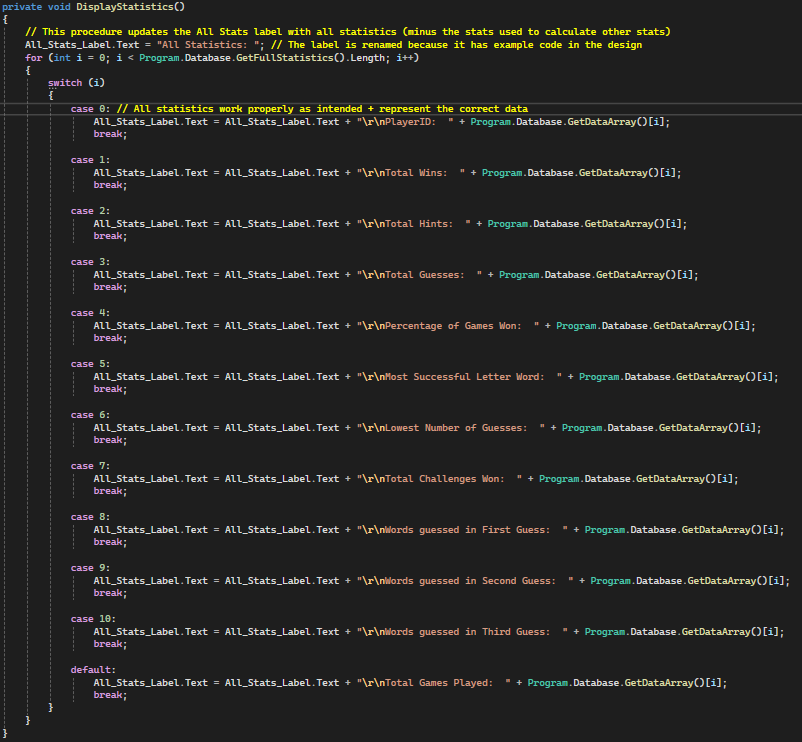 private void DisplayStatistics()
{
// This procedure updates the All Stats label with all statistics (minus the stats used to calculate other stats)
All_Stats_Label.Text = "All Statistics: "; // The label is renamed because it has example code in the design
for (int i = 0; i < Program.Database.GetFullStatistics().Length; i++)
{
switch (i)
{
case 0: // All statistics work properly as intended + represent the correct data
All_Stats_Label.Text = All_Stats_Label.Text + "\r\nPlayerID:  " + Program.Database.GetDataArray()[i];
break;
case 1:
All_Stats_Label.Text = All_Stats_Label.Text + "\r\nTotal Wins:  " + Program.Database.GetDataArray()[i];
break;
case 2:
All_Stats_Label.Text = All_Stats_Label.Text + "\r\nTotal Hints:  " + Program.Database.GetDataArray()[i];
break;
case 3:
All_Stats_Label.Text = All_Stats_Label.Text + "\r\nTotal Guesses:  " + Program.Database.GetDataArray()[i];
break;
case 4:
All_Stats_Label.Text = All_Stats_Label.Text + "\r\nPercentage of Games Won:  " + Program.Database.GetDataArray()[i];
break;
case 5:
All_Stats_Label.Text = All_Stats_Label.Text + "\r\nMost Successful Letter Word:  " + Program.Database.GetDataArray()[i];
break;
case 6:
All_Stats_Label.Text = All_Stats_Label.Text + "\r\nLowest Number of Guesses:  " + Program.Database.GetDataArray()[i];
break;
case 7:
All_Stats_Label.Text = All_Stats_Label.Text + "\r\nTotal Challenges Won:  " + Program.Database.GetDataArray()[i];
break;
case 8:
All_Stats_Label.Text = All_Stats_Label.Text + "\r\nWords guessed in First Guess:  " + Program.Database.GetDataArray()[i];
break;
case 9:
All_Stats_Label.Text = All_Stats_Label.Text + "\r\nWords guessed in Second Guess:  " + Program.Database.GetDataArray()[i];
break;
case 10:
All_Stats_Label.Text = All_Stats_Label.Text + "\r\nWords guessed in Third Guess:  " + Program.Database.GetDataArray()[i];
break;
default:
All_Stats_Label.Text = All_Stats_Label.Text + "\r\nTotal Games Played:  " + Program.Database.GetDataArray()[i];
break;
}
}
}